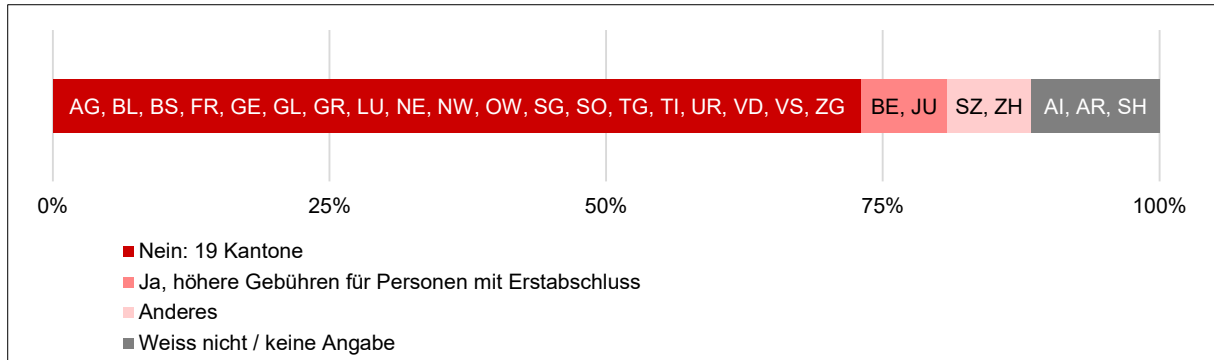 AG, BL, BS, FR, GE, GL, GR, LU, NE, NW, OW, SG, SO, TG, TI, UR, VD, VS, ZG BE, JU SZ, ZH AI, AR, SH
0% 25% 50% 75% 100%
Nein: 19 Kantone
Ja, höhere Gebühren für Personen mit Erstabschluss
Anderes
Weiss nicht / keine Angabe